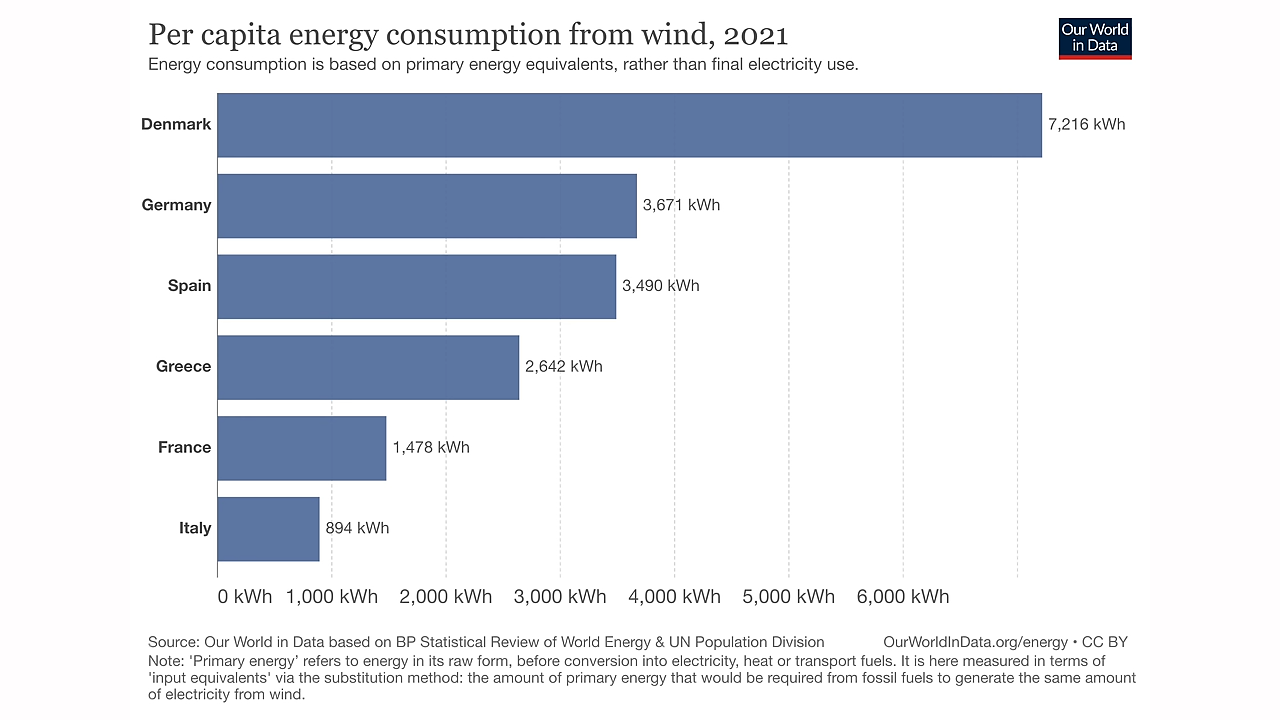 Per capita energy consumption from wind, 2021
Our World
in Data
Energy consumption is based on primary energy equivalents, rather than final electricity use.
Denmark 7,216 kWh
Germany 3,671 kWh
Spain 3,490 kWh
Greece 2,642 kWh
France 1,478 kWh
Italy 894 kWh
0 kWh 1,000 kWh 2,000 kWh 3,000 kWh 4,000 kWh 5,000 kWh 6,000 kWh
Source: Our World in Data based on BP Statistical Review of World Energy & UN Population Division OurWorldInData.org/energy • CC BY
Note: 'Primary energy' refers to energy in its raw form, before conversion into electricity, heat or transport fuels. It is here measured in terms of
'input equivalents' via the substitution method: the amount of primary energy that would be required from fossil fuels to generate the same amount
of electricity from wind.